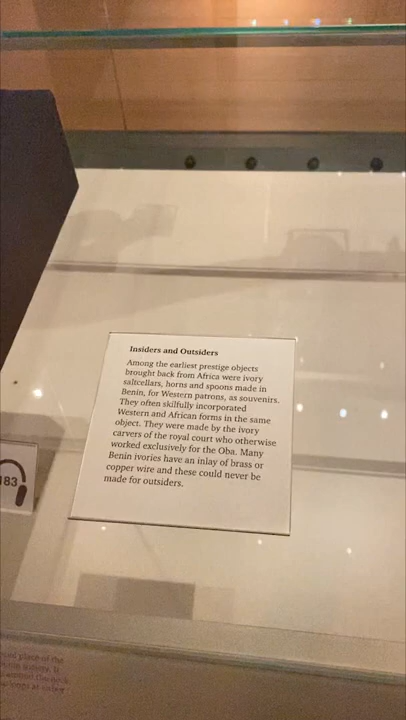 Insiders and Outsiders
Among the earliest prestige objects
brought back from Africa were ivory
saltcellars, horns and spoons made in
Benin, for Western patrons, as souvenirs.
They often skilfully incorporated
Western and African forms in the same
object. They were made by the ivory
carvers of the royal court who otherwise
worked exclusively for the Oba. Many
Benin ivories have an inlay of brass or
copper wire and these could never be
made for outsiders.
183